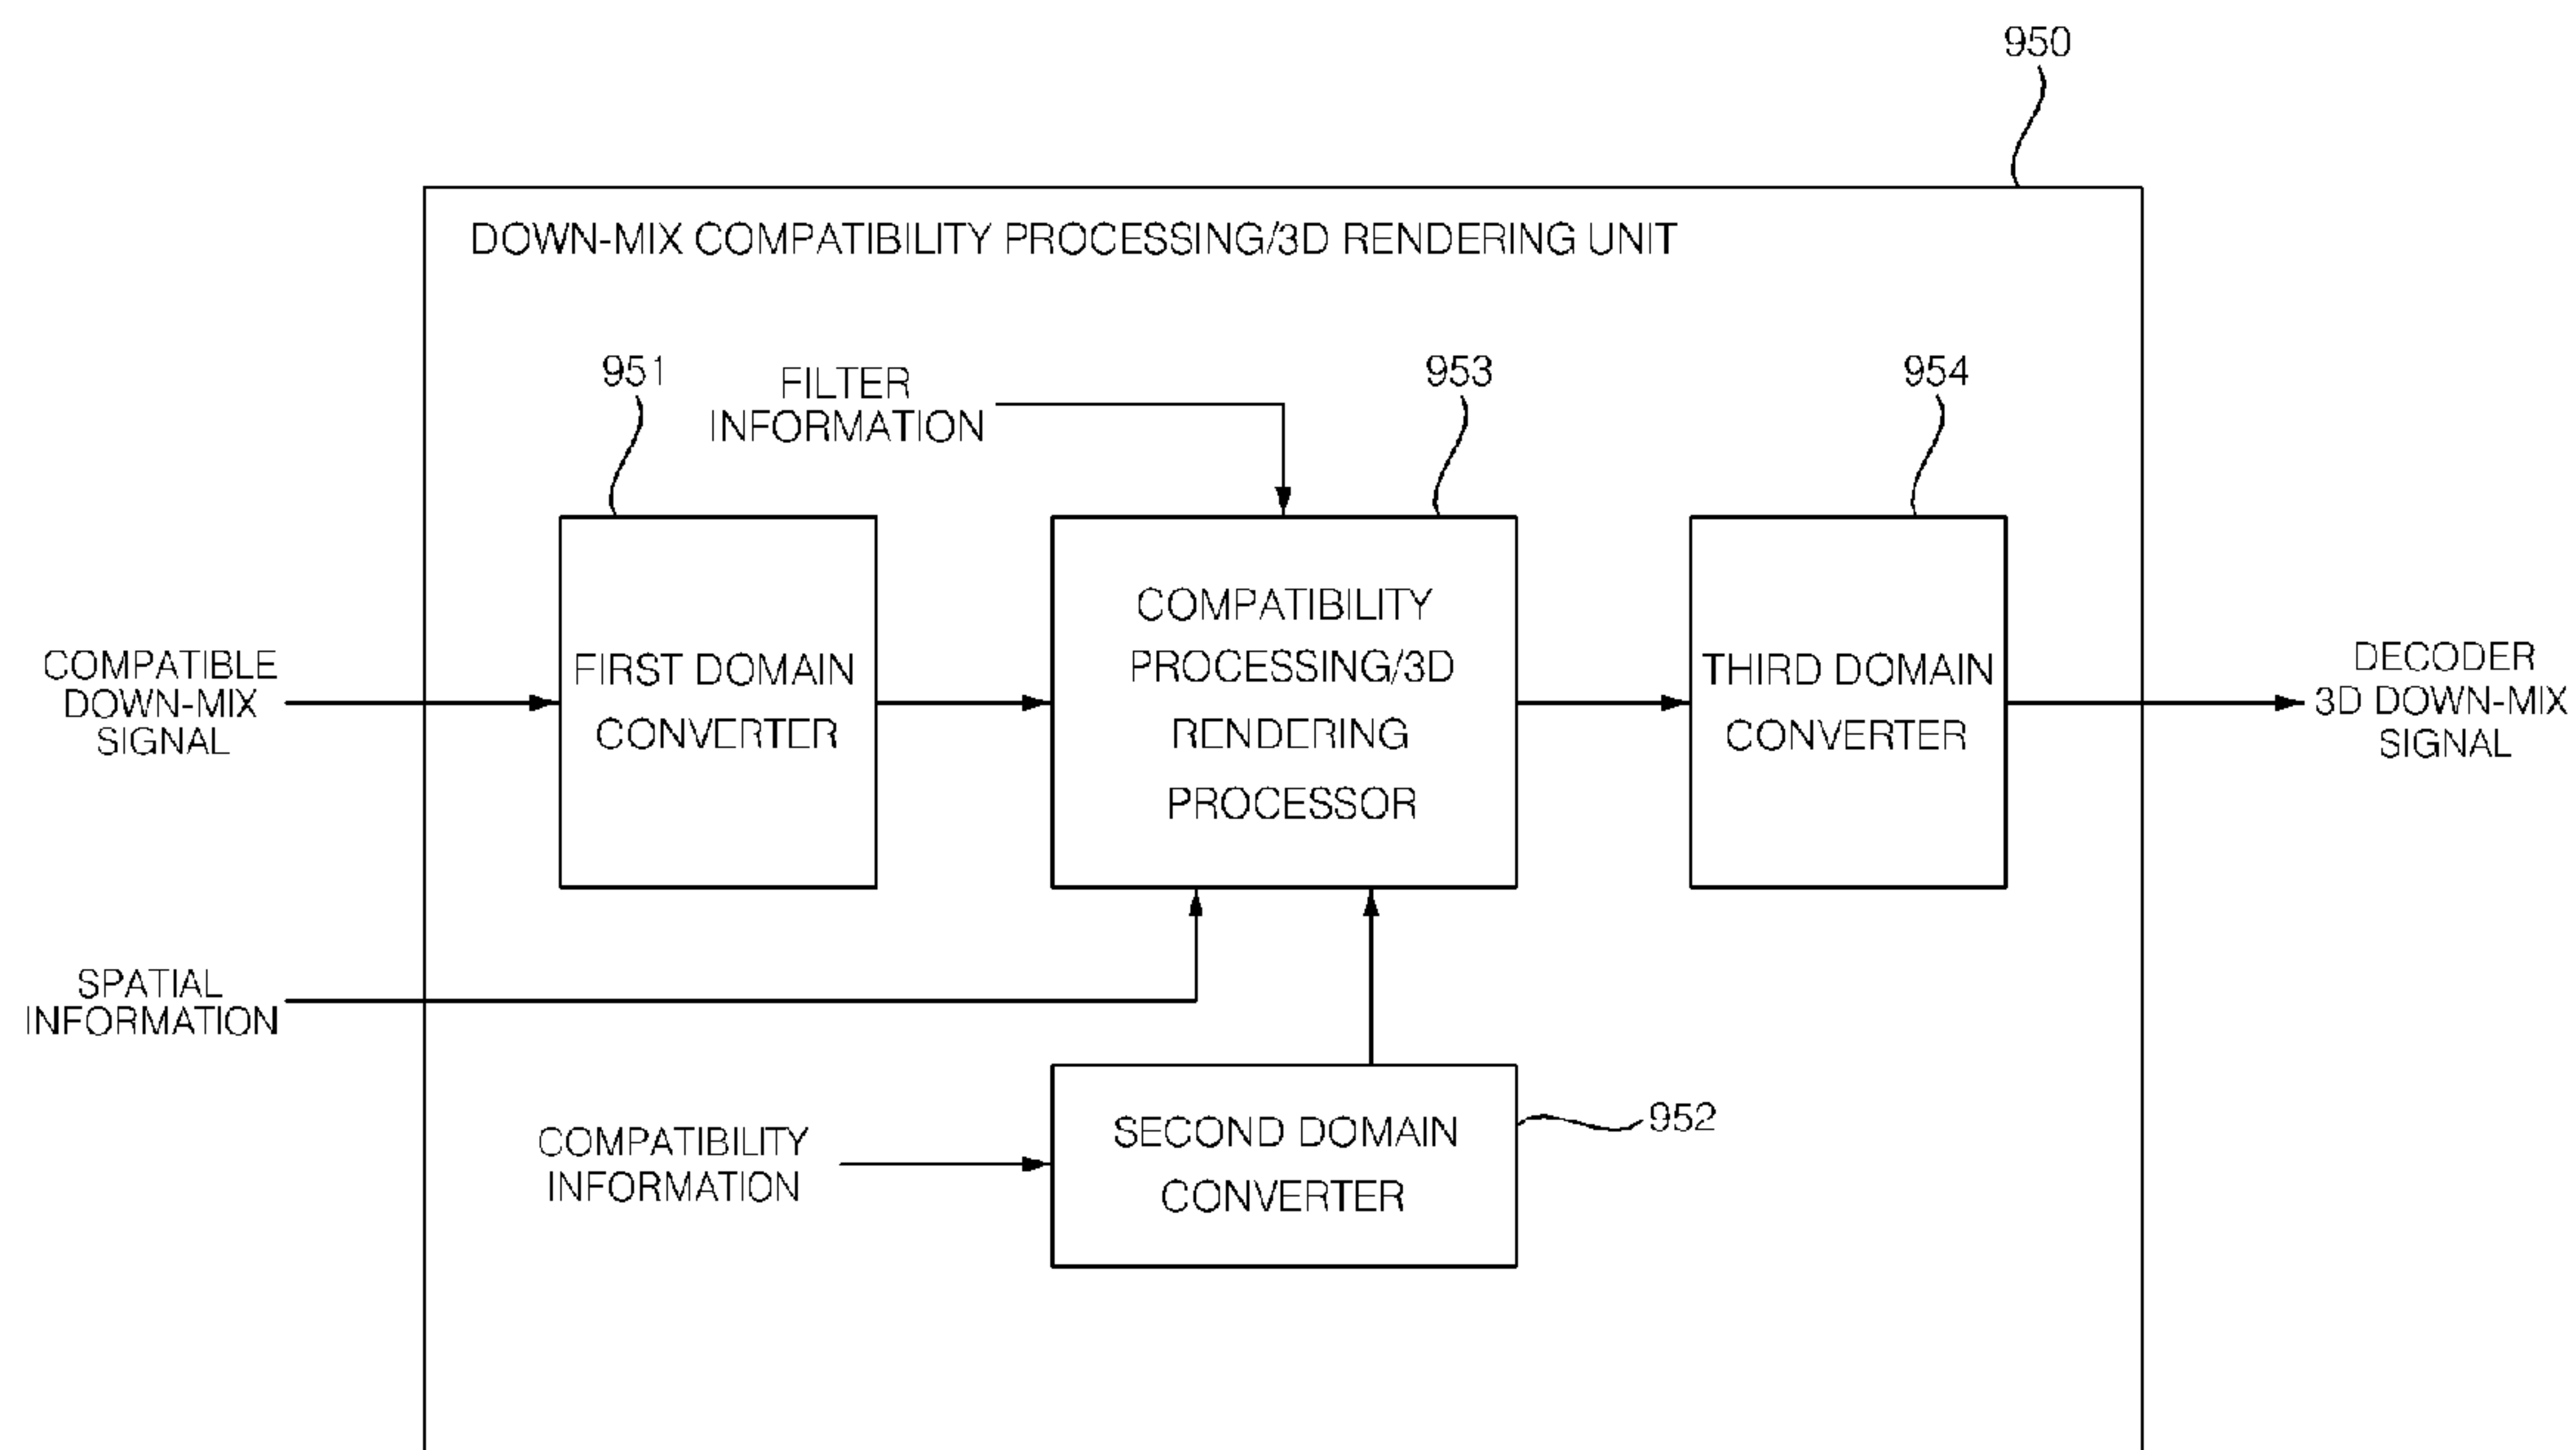 950
DOWN-MIX COMPATIBILITY PROCESSING/3D RENDERING UNIT
951
FILTER
INFORMATION
953
954
COMPATIBLE
DOWN-MIX
SIGNAL
FIRST DOMAIN
CONVERTER
COMPATIBILITY
PROCESSING/3D
RENDERING
PROCESSOR
THIRD DOMAIN
CONVERTER
DECODER
3D DOWN-MIX
SIGNAL
SPATIAL
INFORMATION
COMPATIBILITY
INFORMATION
SECOND DOMAIN
CONVERTER
952